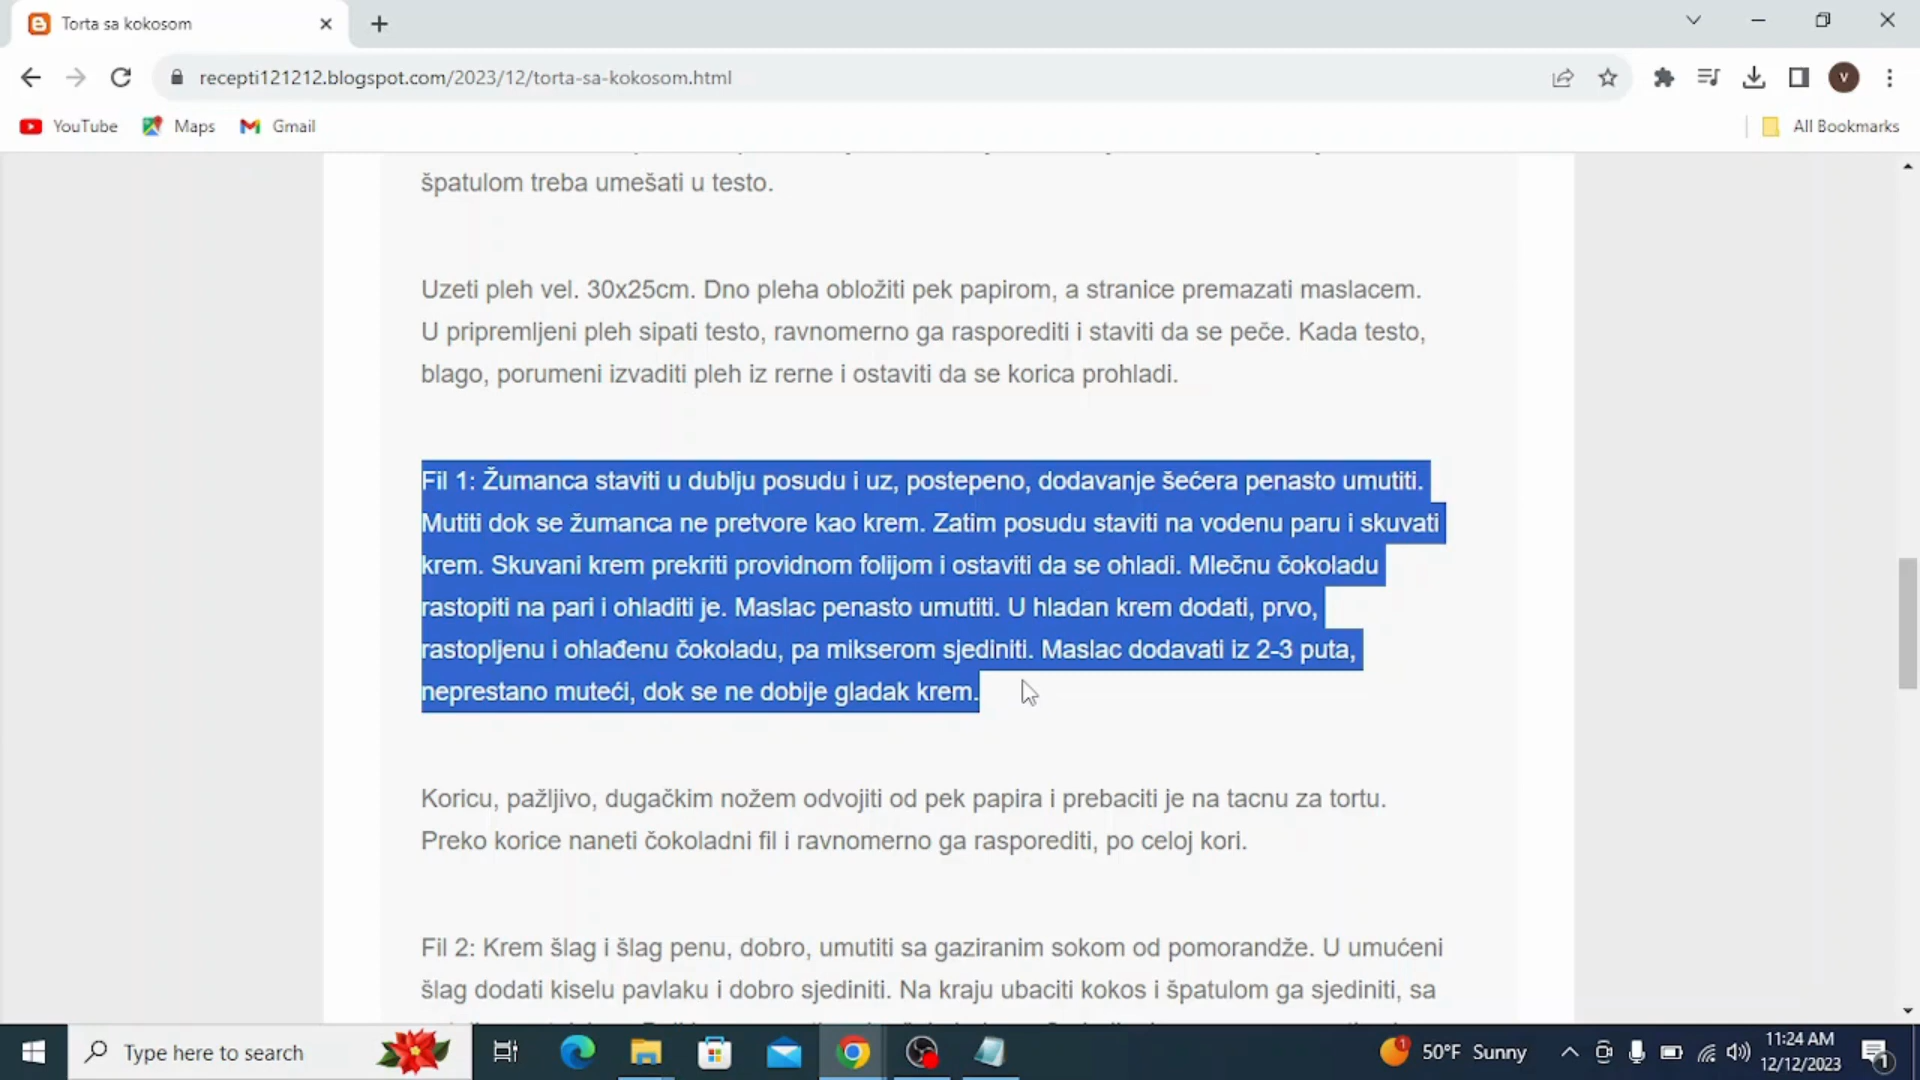 Torta sa kokosom
recepti121212.blogspot.com/2023/12/torta-sa-kokosom.html
V
YouTube
Maps
Gmail
All Bookmarks
špatulom treba umešati u testo.
Uzeti pleh vel. 30x25cm. Dno pleha obložiti pek papirom, a stranice premazati maslacem.
U pripremljeni pleh sipati testo, ravnomerno ga rasporediti i staviti da se peče. Kada testo,
blago, porumeni izvaditi pleh iz rerne i ostaviti da se korica prohladi.
Fil 1: Žumanca staviti u dublju posudu i uz, postepeno, dodavanje šećera penasto umutiti.
Mutiti dok se žumanca ne pretvore kao krem. Zatim posudu staviti na vodenu paru i skuvati
krem. Skuvani krem prekriti providnom folijom i ostaviti da se ohladi. Mlečnu čokoladu
rastopiti na pari i ohladiti je. Maslac penasto umutiti. U hladan krem dodati, prvo,
rastopljenu i ohlađenu čokoladu, pa mikserom sjediniti. Maslac dodavati iz 2-3 puta,
neprestano muteći, dok se ne dobije gladak krem.
Koricu, pažljivo, dugačkim nožem odvojiti od pek papira i prebaciti je na tacnu za tortu.
Preko korice naneti čokoladni fil i ravnomerno ga rasporediti, po celoj kori.
Fil 2: Krem šlag i šlag penu, dobro, umutiti sa gaziranim sokom od pomorandže. U umućeni
šlag dodati kiselu pavlaku i dobro sjediniti. Na kraju ubaciti kokos i špatulom ga sjediniti, sa
Type here to search
1
50°F Sunny
11:24 AM
12/12/2023
1